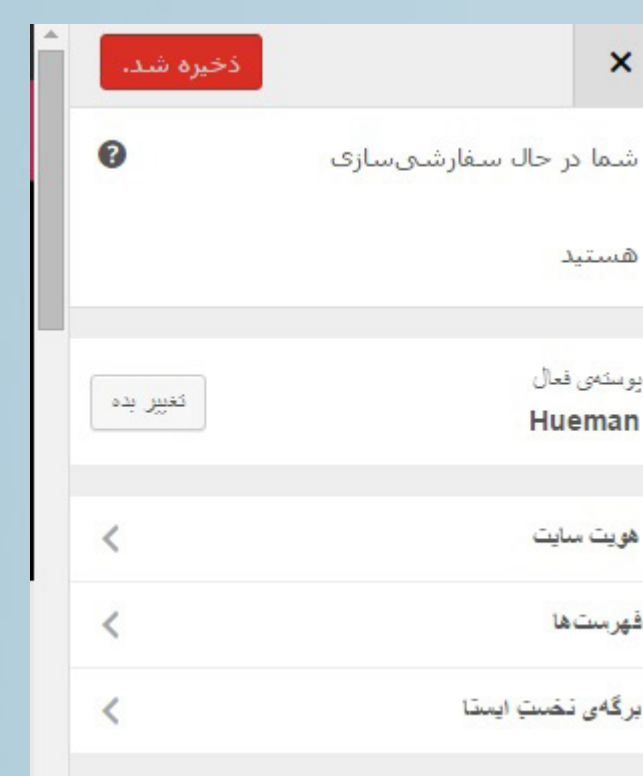 ذخیره شد.
شما در حال سفارشی‌سازی
هستید
پوسته‌ی فعال
Hueman
تغییر بده
هویت سایت
فهرست‌ها
برگه‌ی نخستِ ایستا